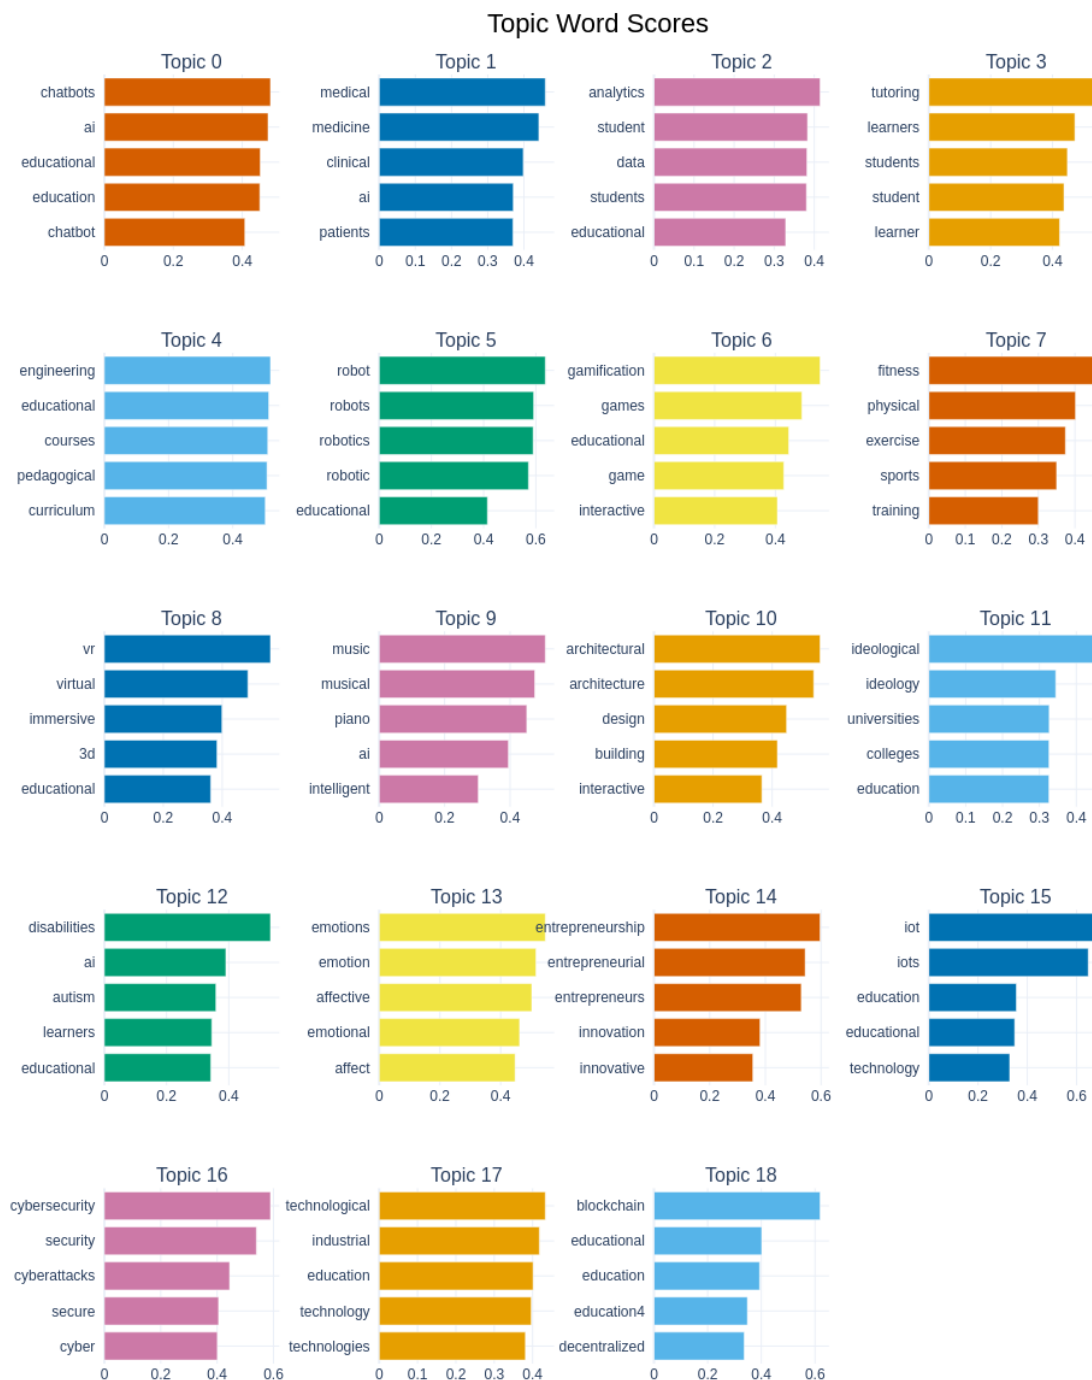 Topic Word Scores
Topic 0
chatbots
ai
educational
education
chatbot
0 0.2 0.4
Topic 1
medical
medicine
clinical
ai
patients
0 0.1 0.2 0.3 0.4
Topic 2
analytics
student
data
students
educational
0 0.1 0.2 0.3 0.4
Topic 3
tutoring
learners
students
student
learner
0 0.2 0.4
Topic 4
engineering
educational
courses
pedagogical
curriculum
0 0.2 0.4
Topic 5
robot
robots
robotics
robotic
educational
0 0.2 0.4 0.6
Topic 6
gamification
games
educational
game
interactive
0 0.2 0.4
Topic 7
fitness
physical
exercise
sports
training
0 0.1 0.2 0.3 0.4
Topic 8
vr
virtual
immersive
3d
educational
0 0.2 0.4
Topic 9
music
musical
piano
ai
intelligent
0 0.2 0.4
Topic 10
architectural
architecture
design
building
interactive
0 0.2 0.4
Topic 11
ideological
ideology
universities
colleges
education
0 0.1 0.2 0.3 0.4
Topic 12
disabilities
ai
autism
learners
educational
0 0.2 0.4
Topic 13
emotions
emotion
affective
emotional
affect
0 0.2 0.4
Topic 14
entrepreneurship
entrepreneurial
entrepreneurs
innovation
innovative
0 0.2 0.4 0.6
Topic 15
iot
iots
education
educational
technology
0 0.2 0.4 0.6
Topic 16
cybersecurity
security
cyberattacks
secure
cyber
0 0.2 0.4 0.6
Topic 17
technological
industrial
education
technology
technologies
0 0.1 0.2 0.3 0.4
Topic 18
blockchain
educational
education
education4
decentralized
0 0.2 0.4 0.6